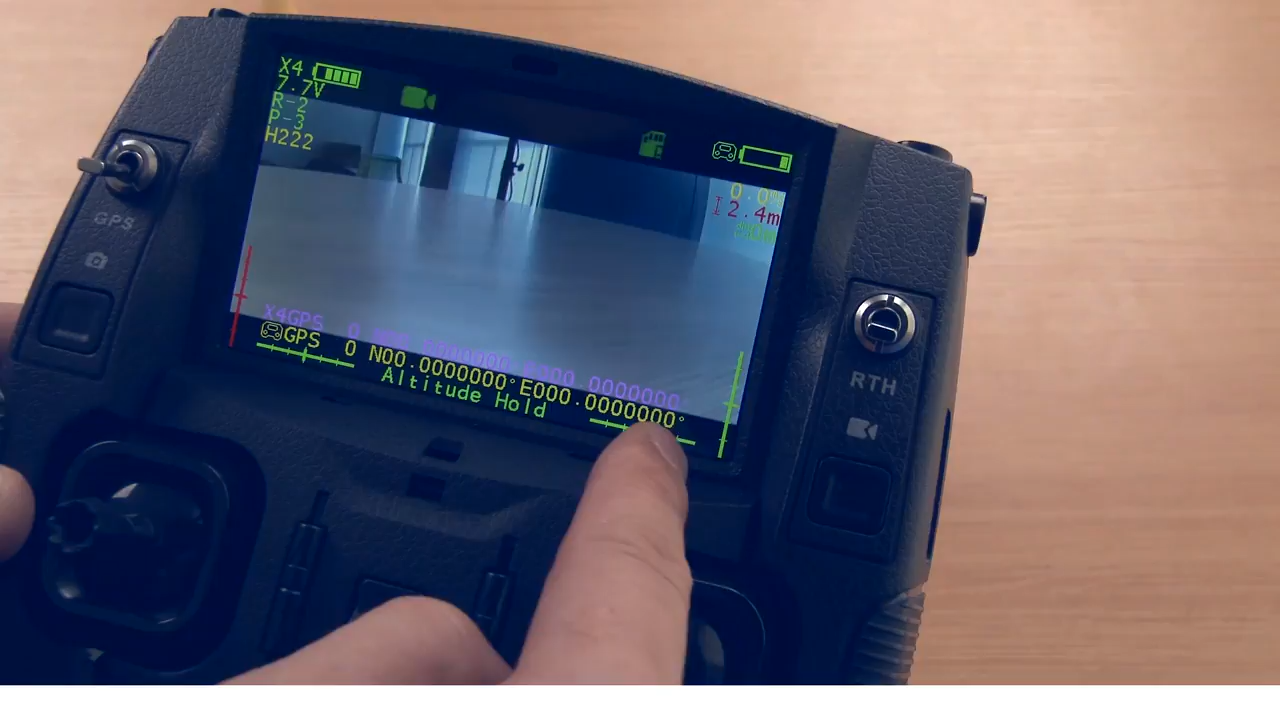 X4
7.7V
R-2
P-3
H222
2.4m
X4GPS 0
GPS 0 N00.0000000° E000.0000000°
Altitude Hold
GPS
RTH